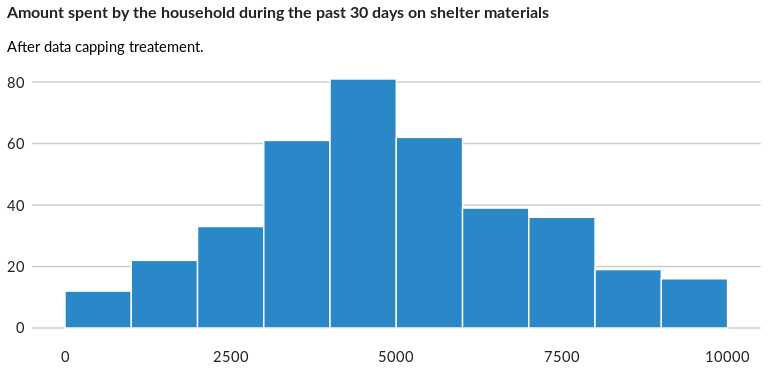 Amount spent by the household during the past 30 days on shelter materials
After data capping treatement.
80
60
40
20
0
0 2500 5000 7500 10000